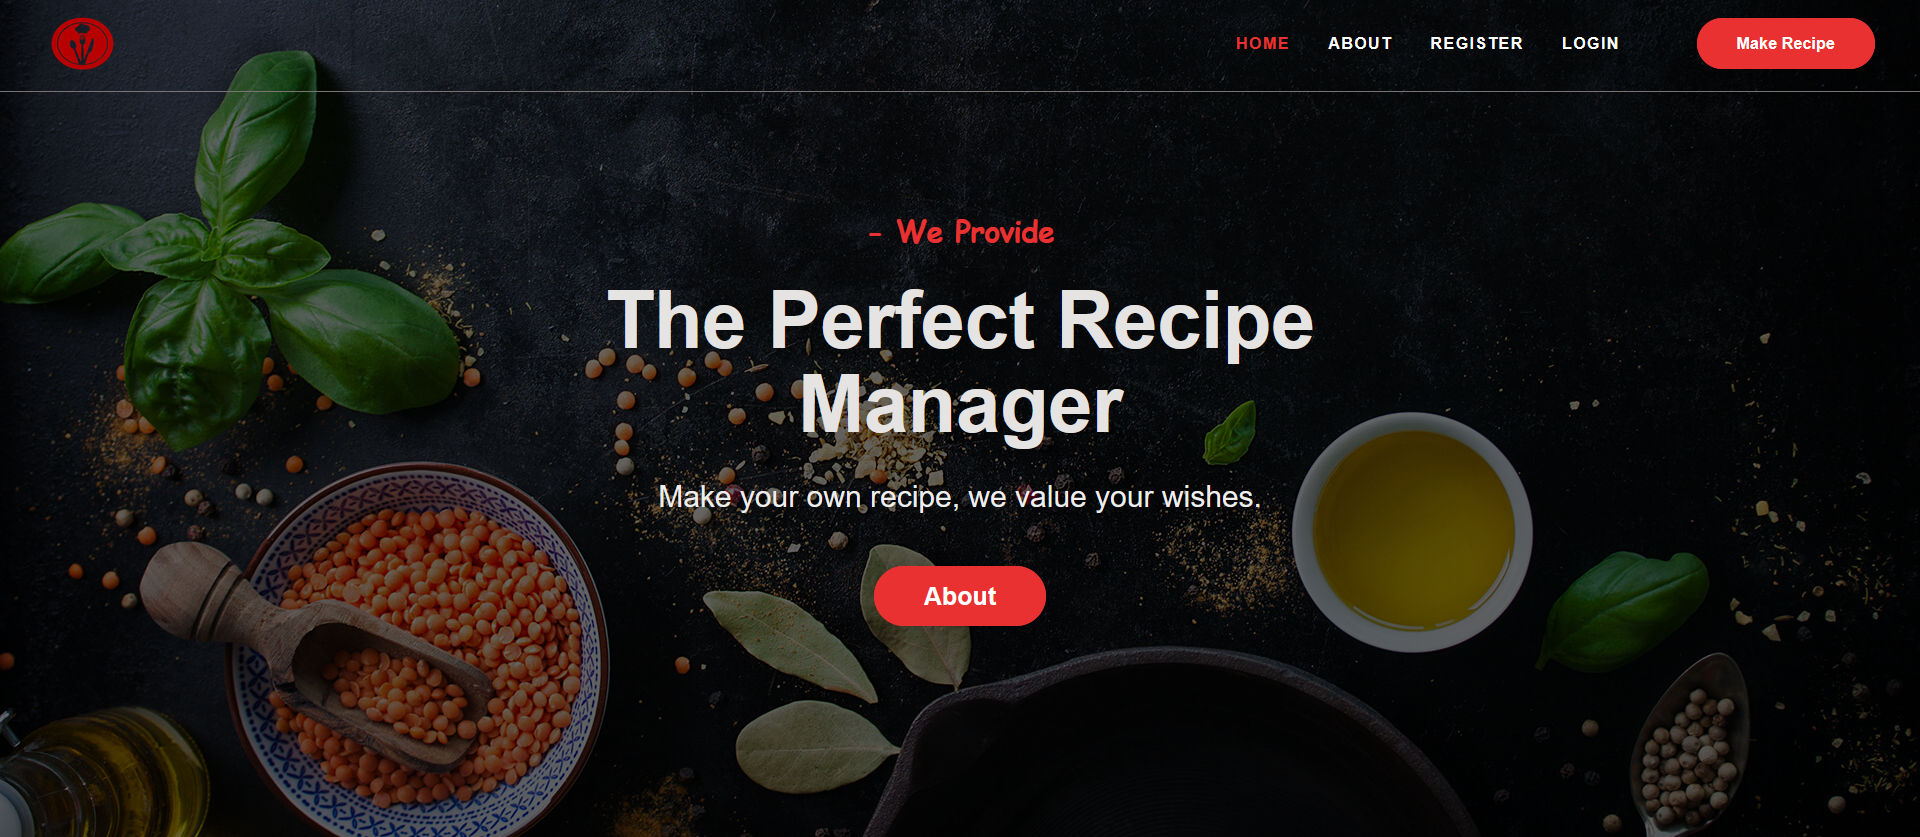 HOME ABOUT REGISTER LOGIN Make Recipe
- We Provide
The Perfect Recipe
Manager
Make your own recipe, we value your wishes.
About